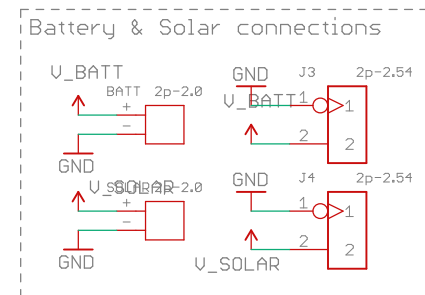 Battery & Solar connections
V_BATT
BATT 2p-2.0
+
-
GND
GND J3 2p-2.54
V_BATT 1 1
2 2
V_SOLAR
SOLAR 2p-2.0
+
-
GND
GND J4 2p-2.54
1 1
2 2
V_SOLAR